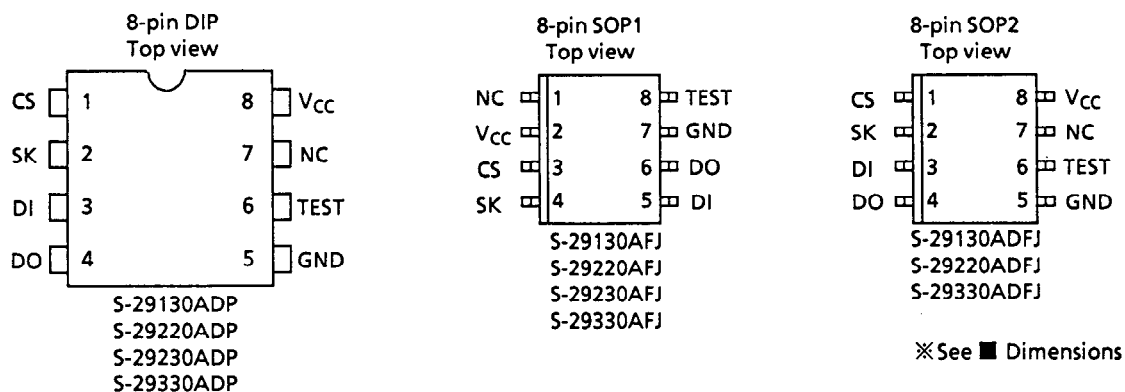 8-pin DIP
Top view
CS 1 8 VCC
SK 2 7 NC
DI 3 6 TEST
DO 4 5 GND
S-29130ADP
S-29220ADP
S-29230ADP
S-29330ADP
8-pin SOP1
Top view
NC 1 8 TEST
VCC 2 7 GND
CS 3 6 DO
SK 4 5 DI
S-29130AFJ
S-29220AFJ
S-29230AFJ
S-29330AFJ
8-pin SOP2
Top view
CS 1 8 VCC
SK 2 7 NC
DI 3 6 TEST
DO 4 5 GND
S-29130ADFJ
S-29220ADFJ
S-29330ADFJ
※See ■ Dimensions